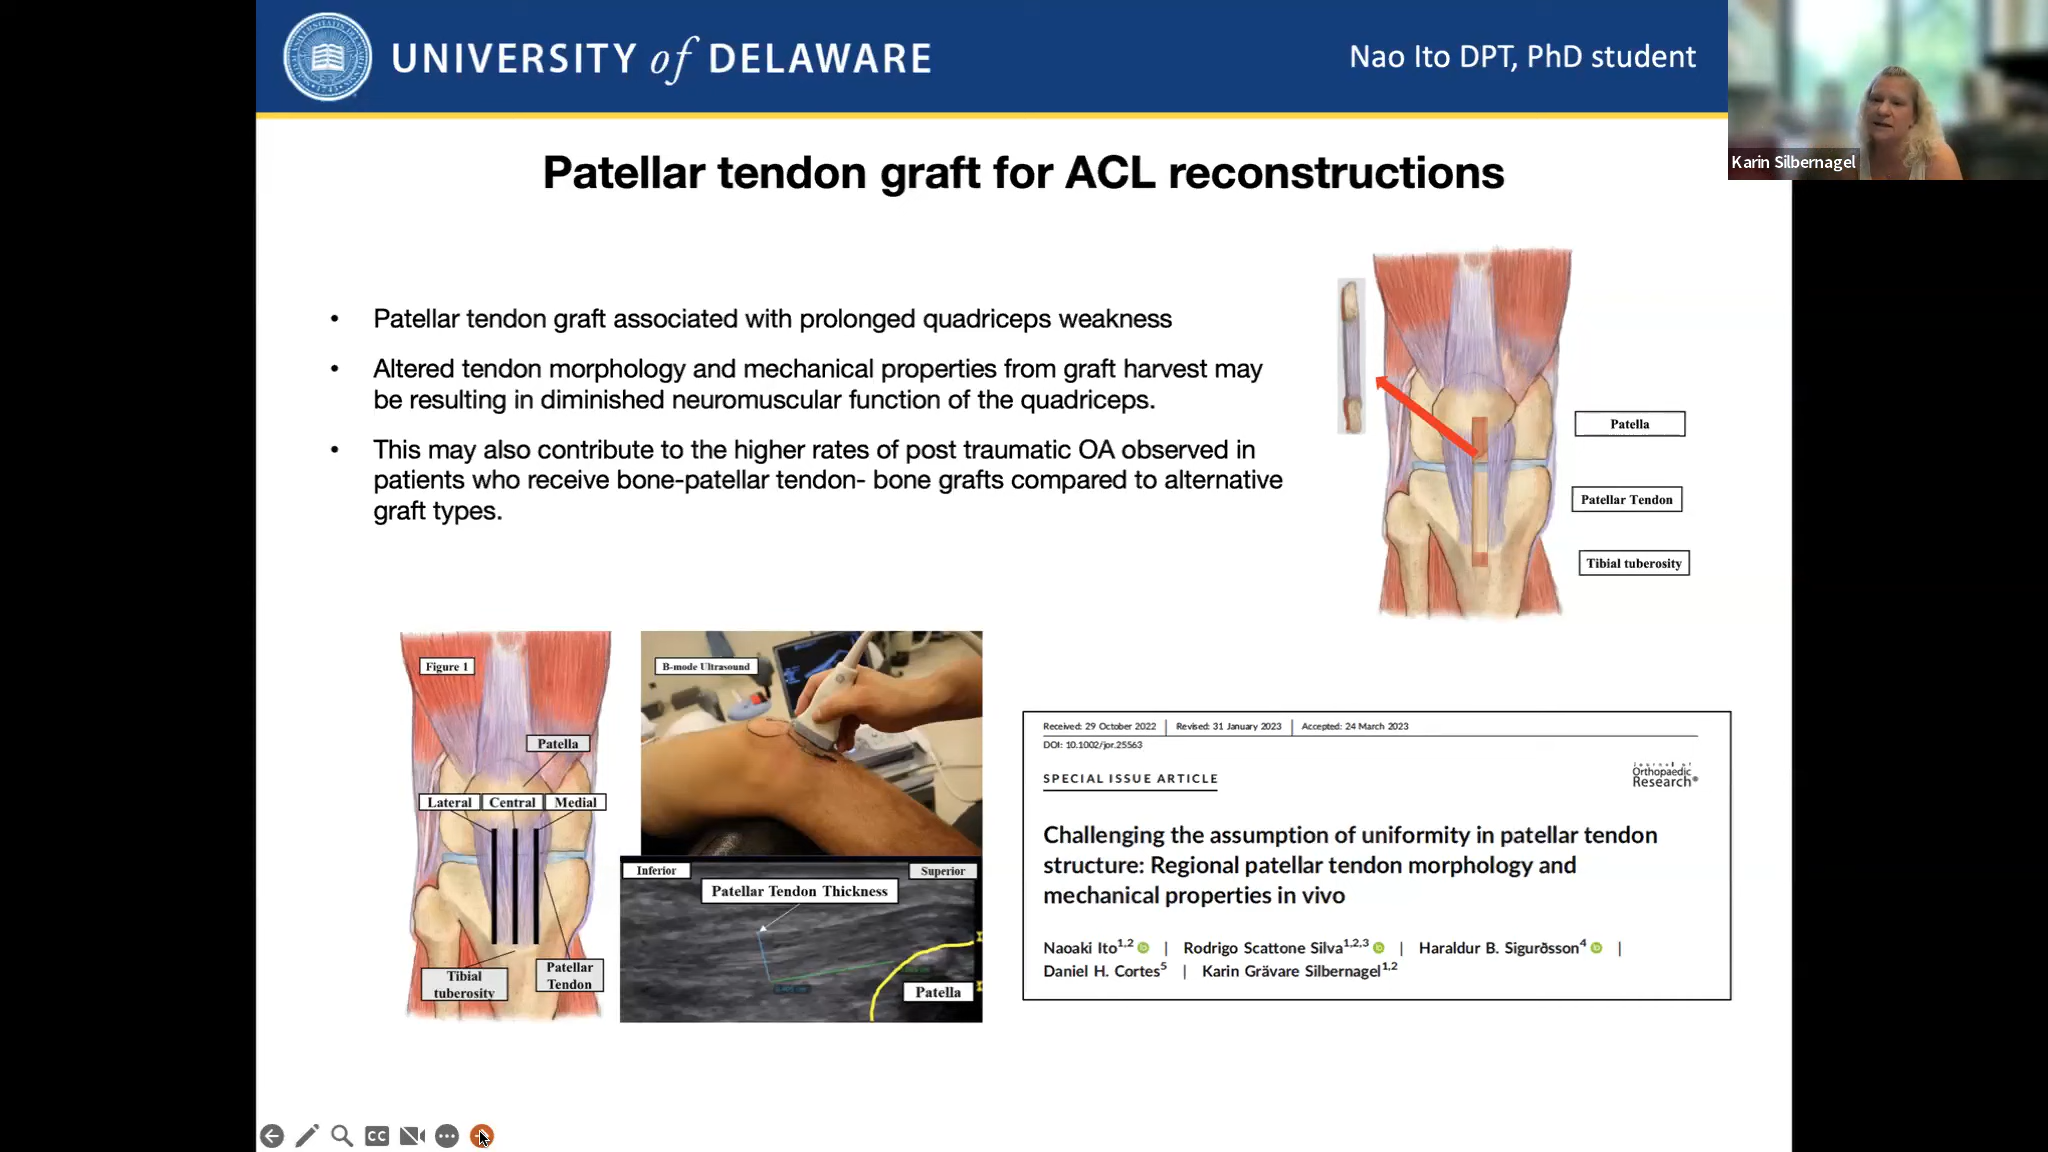 UNIVERSITY of DELAWARE
Nao Ito DPT, PhD student
Karin Silbernagel
Patellar tendon graft for ACL reconstructions
• Patellar tendon graft associated with prolonged quadriceps weakness
• Altered tendon morphology and mechanical properties from graft harvest may
be resulting in diminished neuromuscular function of the quadriceps.
• This may also contribute to the higher rates of post traumatic OA observed in
patients who receive bone-patellar tendon- bone grafts compared to alternative
graft types.
Patella
Patellar Tendon
Tibial tuberosity
Figure 1
Patella
Lateral Central Medial
Tibial
tuberosity
Patellar
Tendon
B-mode Ultrasound
Inferior
Superior
Patellar Tendon Thickness
Patella
Received: 29 October 2022 | Revised: 31 January 2023 | Accepted: 24 March 2023
DOI: 10.1002/jor.25563
SPECIAL ISSUE ARTICLE
Journal of
Orthopaedic
Research®
Challenging the assumption of uniformity in patellar tendon
structure: Regional patellar tendon morphology and
mechanical properties in vivo
Naoaki Ito1,2 | Rodrigo Scattone Silva1,2,3 | Haraldur B. Sigurðsson4 |
Daniel H. Cortes5 | Karin Grävare Silbernagel1,2
CC